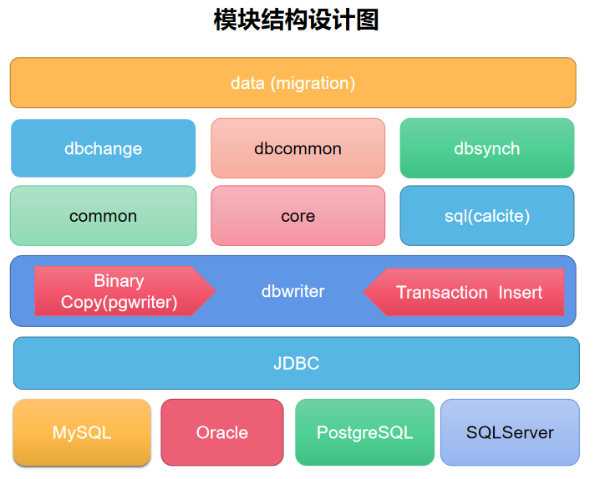 模块结构设计图
data (migration)
dbchange
dbcommon
dbsynch
common
core
sql(calcite)
Binary
Copy(pgwriter)
dbwriter
Transaction Insert
JDBC
MySQL
Oracle
PostgreSQL
SQLServer